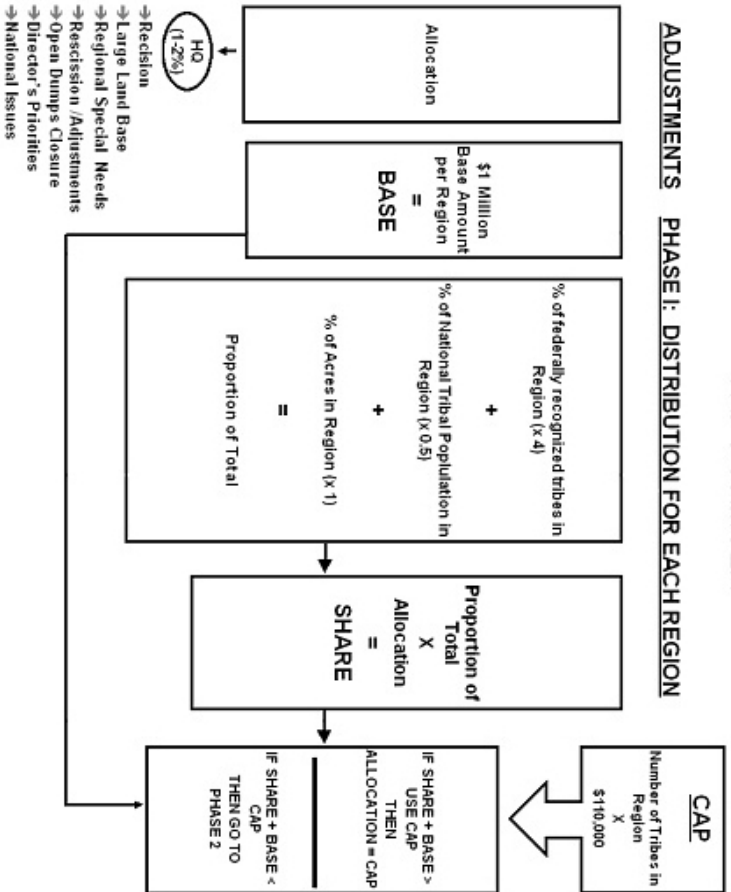 ADJUSTMENTS
PHASE I: DISTRIBUTION FOR EACH REGION
Allocation
HQ
(1-2%)
Recision
Large Land Base
Regional Special Needs
Rescission /Adjustments
Open Dumps Closure
Director's Priorities
National Issues
$1 Million
Base Amount
per Region
=
BASE
% of federally recognized tribes in
Region (x 4)
+
% of National Tribal Poplulation in
Region (x 0.5)
+
% of Acres in Region (x 1)
=
Proportion of Total
Proportion of
Total
X
Allocation
=
SHARE
CAP
Number of Tribes in
Region
X
$110,000
IF SHARE + BASE >
USE CAP
THEN
ALLOCATION = CAP
IF SHARE + BASE <
CAP
THEN GO TO
PHASE 2